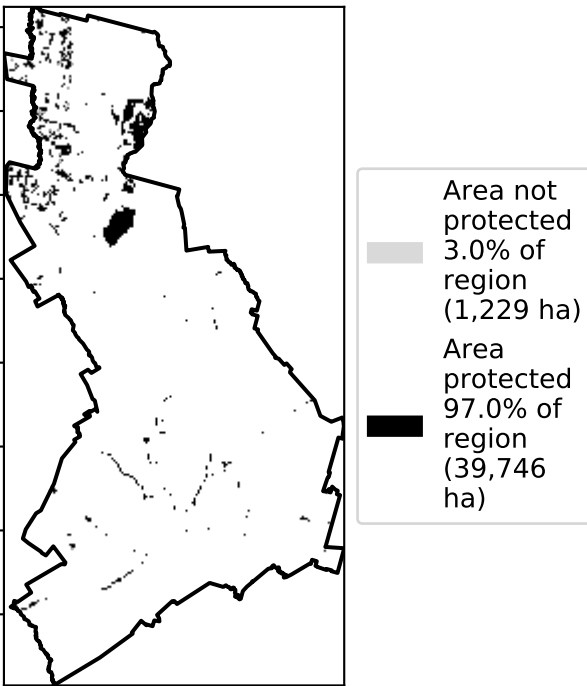 Area not
protected
3.0% of
region
(1,229 ha)
Area
protected
97.0% of
region
(39,746
ha)